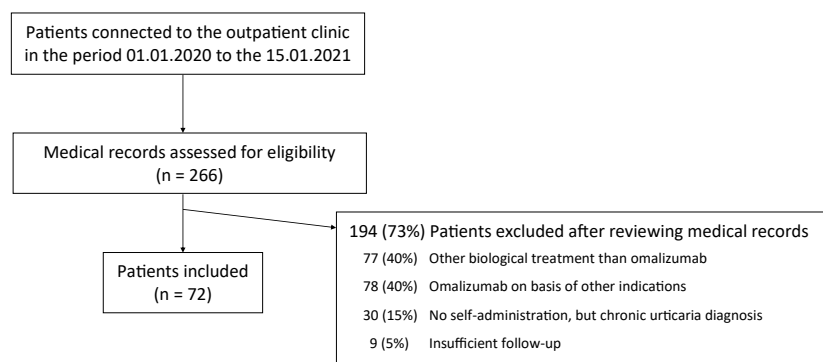 Patients connected to the outpatient clinic
in the period 01.01.2020 to the 15.01.2021
Medical records assessed for eligibility
(n = 266)
194 (73%) Patients excluded after reviewing medical records
77 (40%) Other biological treatment than omalizumab
78 (40%) Omalizumab on basis of other indications
30 (15%) No self-administration, but chronic urticaria diagnosis
9 (5%) Insufficient follow-up
Patients included
(n = 72)